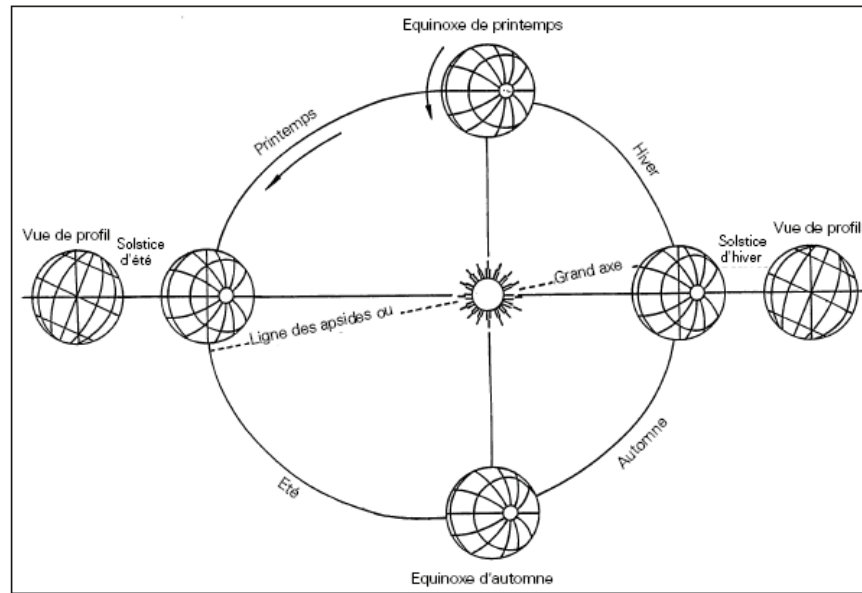 Equinoxe de printemps
Printemps
Hiver
Vue de profil
Solstice
d'été
Solstice
d'hiver
Vue de profil
Grand axe
Ligne des apsides ou
Eté
Automne
Equinoxe d'automne